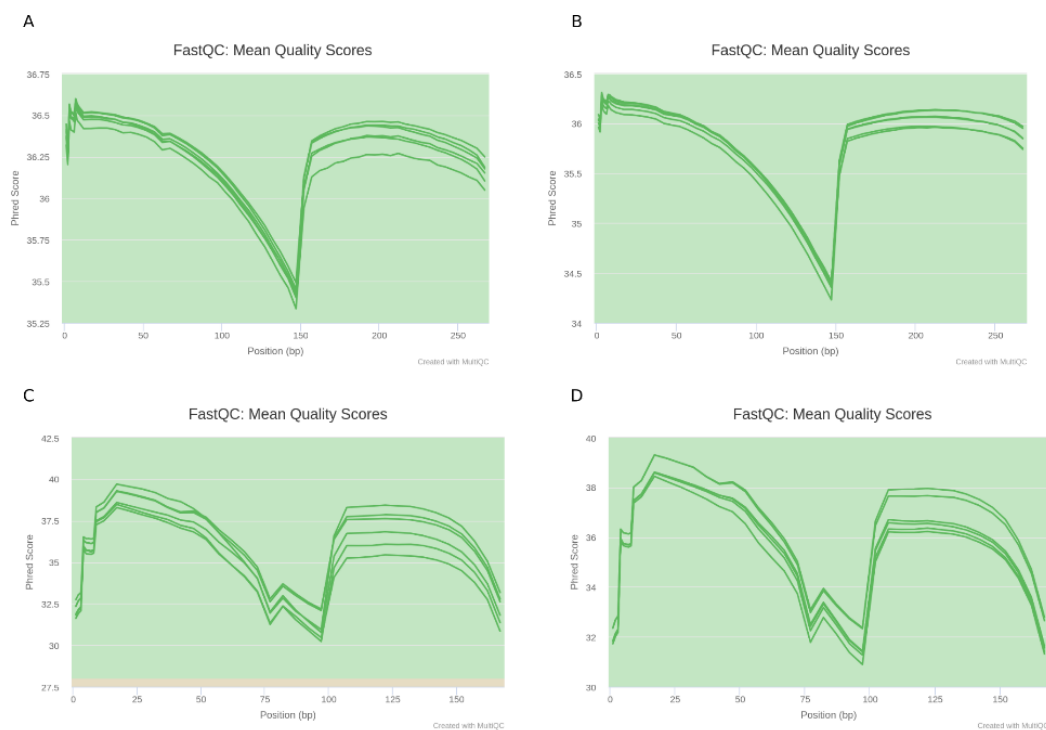 A
FastQC: Mean Quality Scores
36.75
36.5
36.25
36
35.75
35.5
35.25
Phred Score
0 50 100 150 200 250
Position (bp)
Created with MultiQC
B
FastQC: Mean Quality Scores
36.5
36
35.5
35
34.5
34
Phred Score
0 50 100 150 200 250
Position (bp)
Created with MultiQC
C
FastQC: Mean Quality Scores
42.5
40
37.5
35
32.5
30
27.5
Phred Score
0 25 50 75 100 125 150
Position (bp)
Created with MultiQC
D
FastQC: Mean Quality Scores
40
38
36
34
32
30
Phred Score
0 25 50 75 100 125 150
Position (bp)
Created with MultiQC